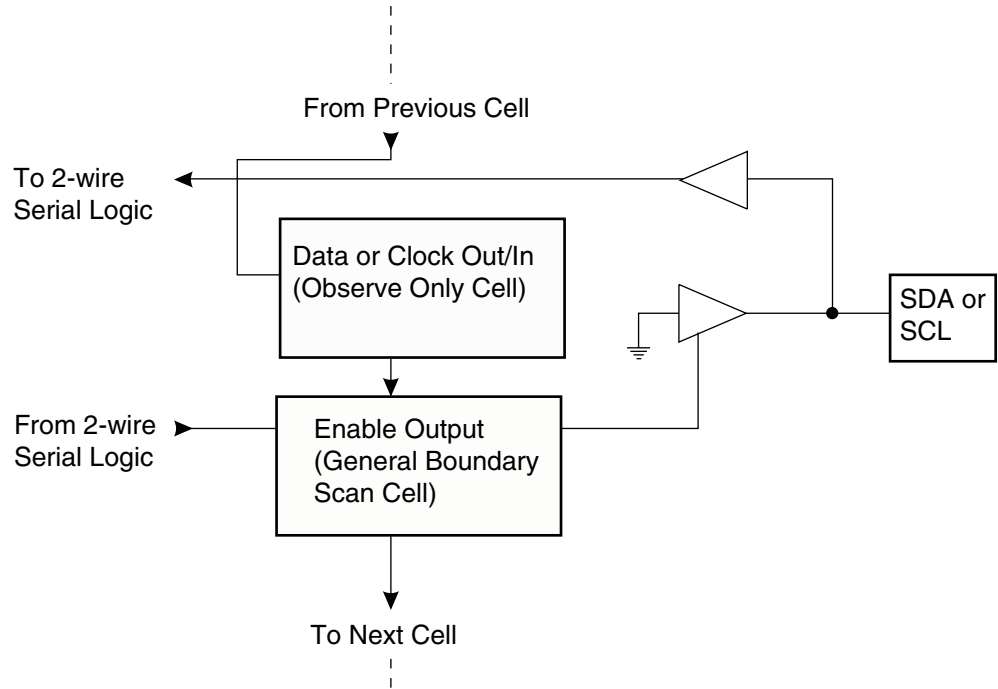 From Previous Cell
To 2-wire
Serial Logic
Data or Clock Out/In
(Observe Only Cell)
SDA or
SCL
From 2-wire
Serial Logic
Enable Output
(General Boundary
Scan Cell)
To Next Cell